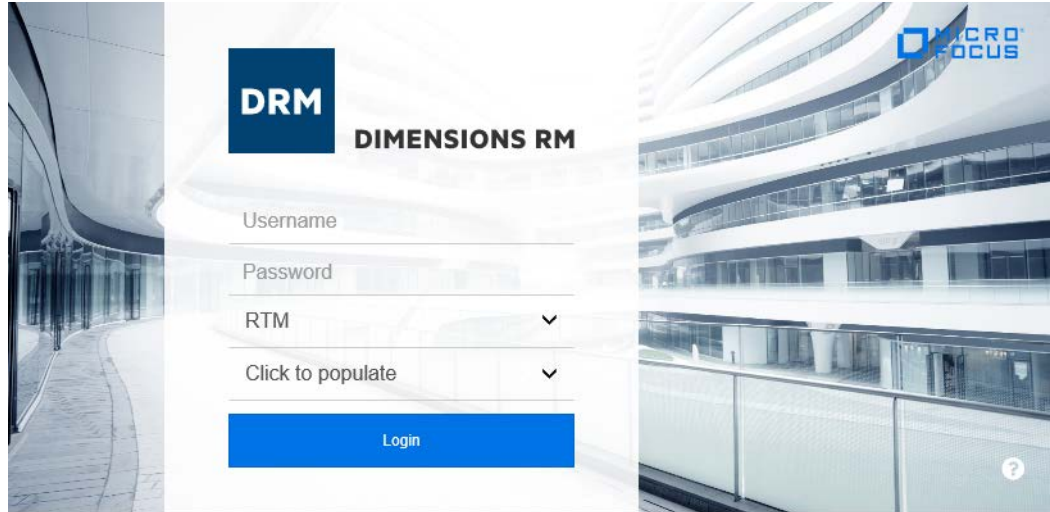 MICRO
FOCUS
DRM
DIMENSIONS RM
Username
Password
RTM
Click to populate
Login
?